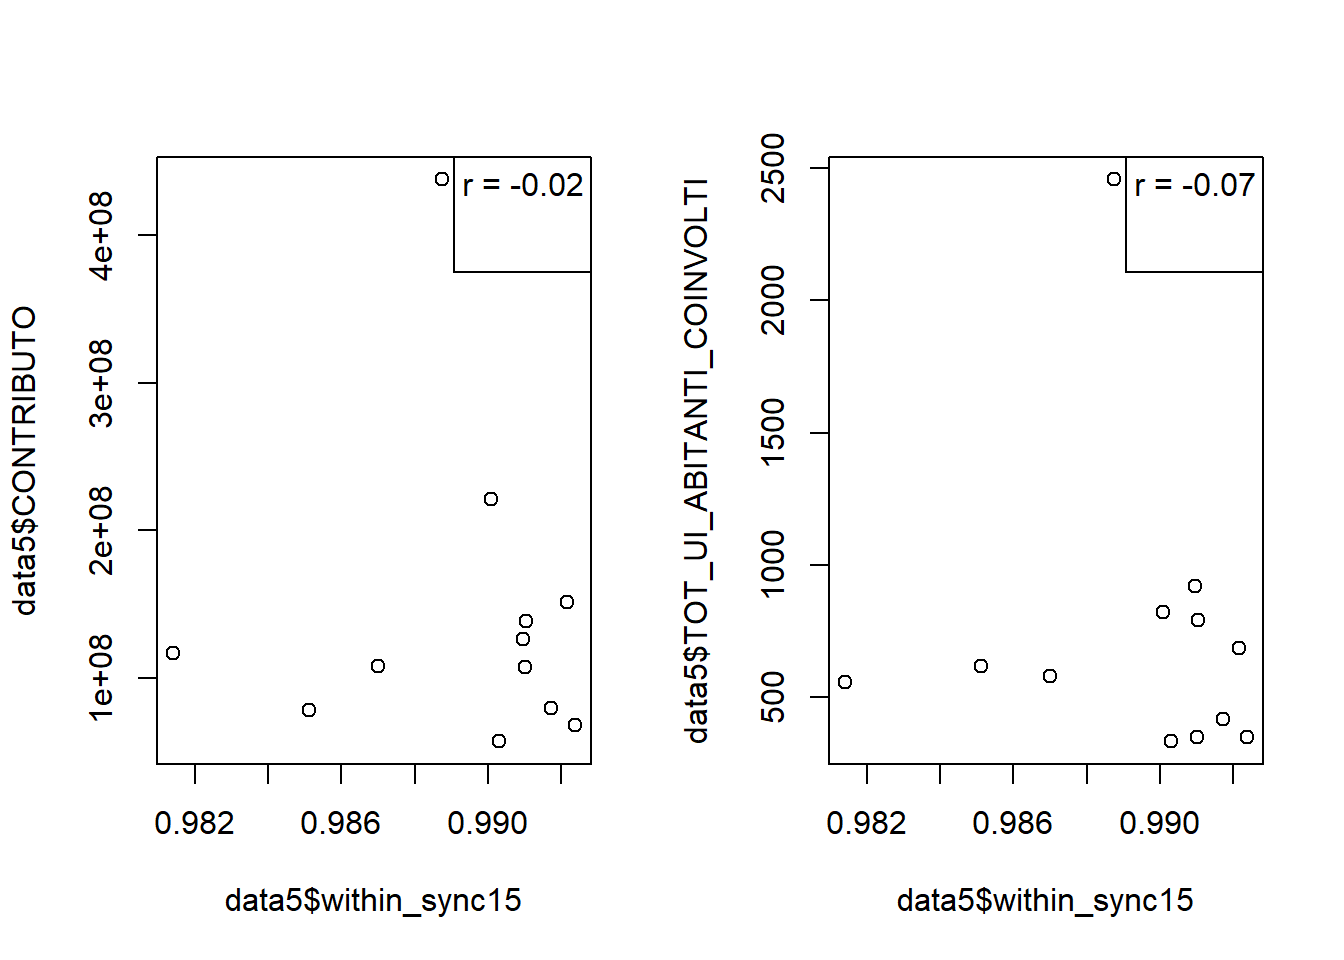 data5$CONTRIBUTO
4e+08
3e+08
2e+08
1e+08
r = -0.02
0.982
0.986
0.990
data5$within_sync15
data5$TOT_UI_ABITANTI_COINVOLTI
2500
2000
1500
1000
500
r = -0.07
0.982
0.986
0.990
data5$within_sync15